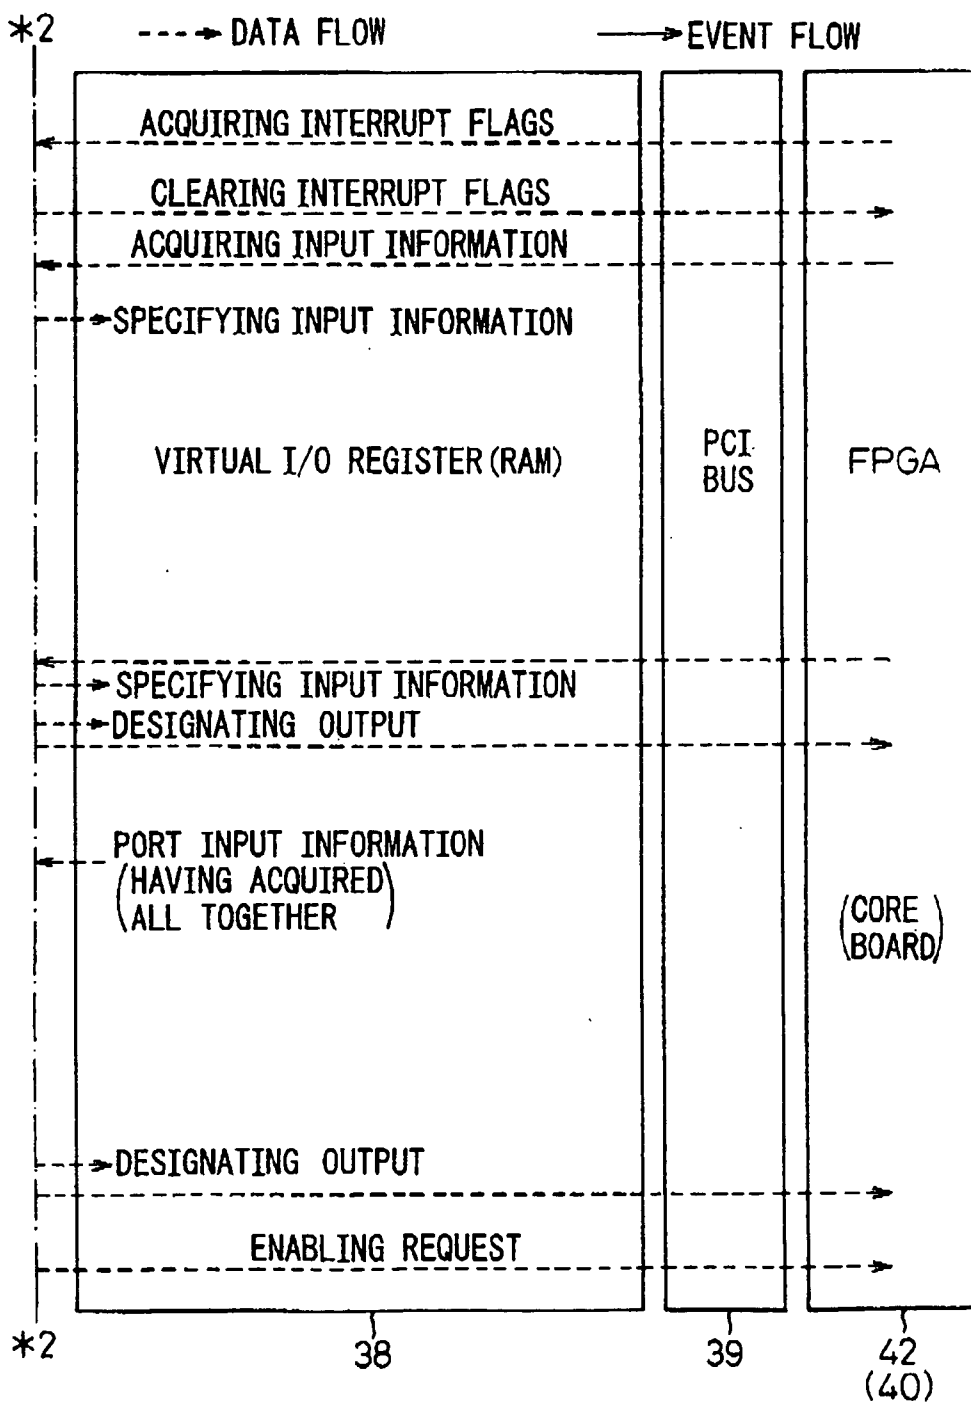 *2
DATA FLOW
EVENT FLOW
ACQUIRING INTERRUPT FLAGS
CLEARING INTERRUPT FLAGS
ACQUIRING INPUT INFORMATION
SPECIFYING INPUT INFORMATION
VIRTUAL I/O REGISTER (RAM)
PCI
BUS
FPGA
SPECIFYING INPUT INFORMATION
DESIGNATING OUTPUT
PORT INPUT INFORMATION
(HAVING ACQUIRED
ALL TOGETHER)
(CORE
BOARD)
DESIGNATING OUTPUT
ENABLING REQUEST
*2
38
39
42
(40)